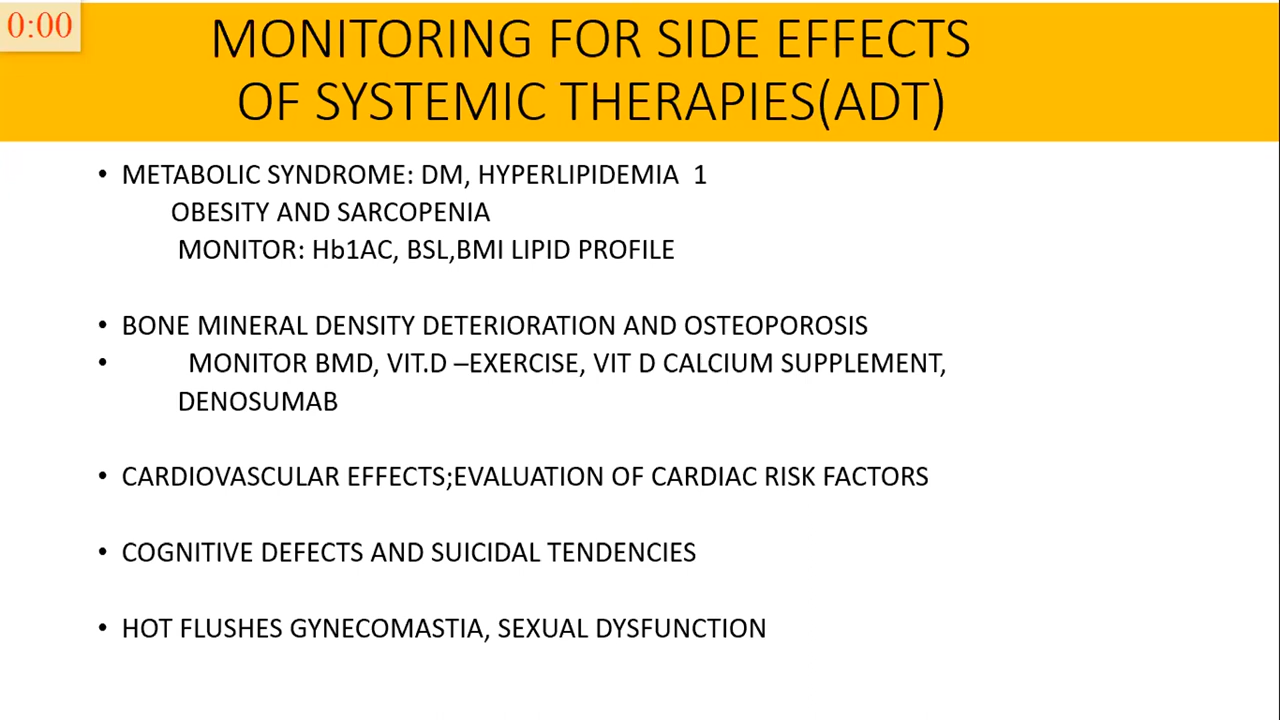 0:00
MONITORING FOR SIDE EFFECTS
OF SYSTEMIC THERAPIES(ADT)
• METABOLIC SYNDROME: DM, HYPERLIPIDEMIA 1
OBESITY AND SARCOPENIA
MONITOR: Hb1AC, BSL,BMI LIPID PROFILE
• BONE MINERAL DENSITY DETERIORATION AND OSTEOPOROSIS
• MONITOR BMD, VIT.D –EXERCISE, VIT D CALCIUM SUPPLEMENT,
DENOSUMAB
• CARDIOVASCULAR EFFECTS;EVALUATION OF CARDIAC RISK FACTORS
• COGNITIVE DEFECTS AND SUICIDAL TENDENCIES
• HOT FLUSHES GYNECOMASTIA, SEXUAL DYSFUNCTION